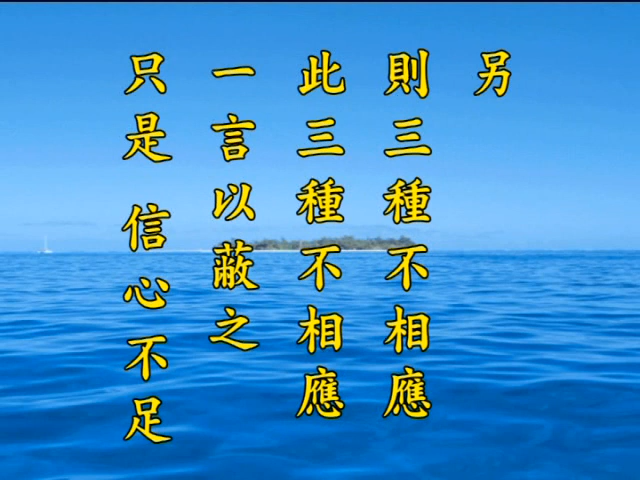 另
則三種不相應
此三種不相應
一言以蔽之
只是 信心不足